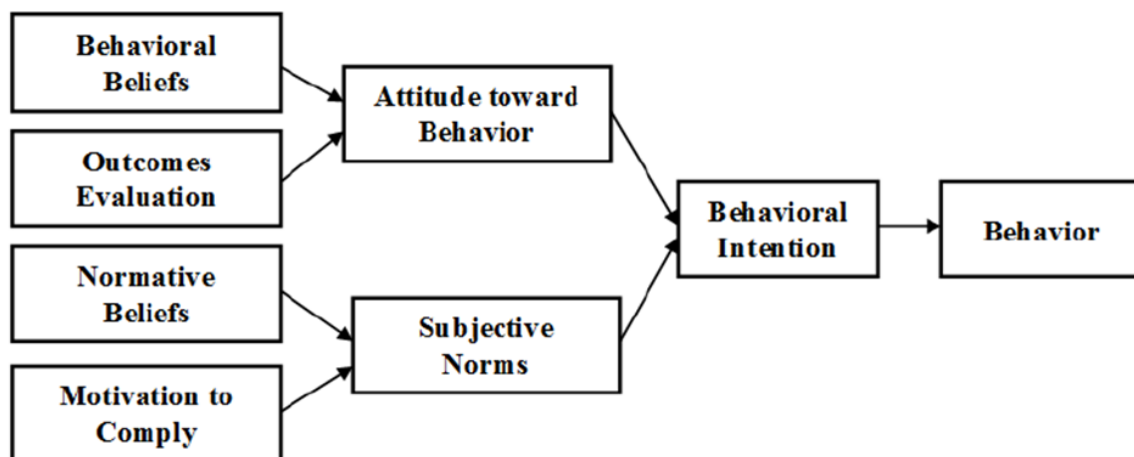 Behavioral
Beliefs
Outcomes
Evaluation
Normative
Beliefs
Motivation to
Comply
Attitude toward
Behavior
Subjective
Norms
Behavioral
Intention
Behavior